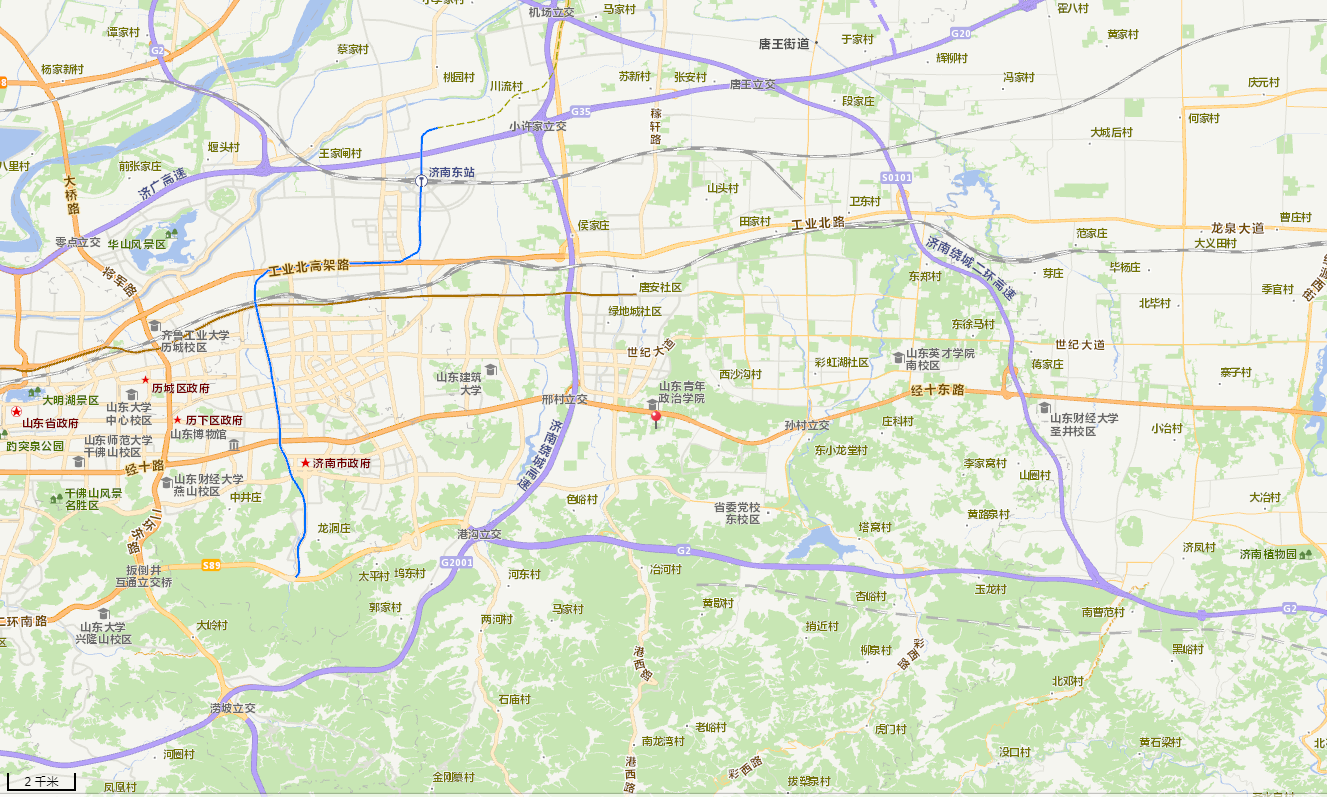 小李家村
机场立交
马家村
霍八村
谭家村
G2
蔡家村
唐王街道
于家村
G20
黄家村
杨家新村
桃园村
川流村
苏新村
张安村
唐王立交
辉柳村
冯家村
庆元村
8
G35
小许家立交
稼轩路
段家庄
何家村
大城后村
八里村
前张家庄
堰头村
王家闸村
济南东站
大桥路
济广高速
山头村
S0101
卫东村
零点立交
华山风景区
侯家庄
田家村
工业北路
曹庄村
龙泉大道
范家庄
大义田村
济南绕城二环高速
将军路
工业北高架路
东郑村
芽庄
毕杨庄
唐安社区
季官村
北毕村
绿地城社区
齐鲁工业大学
历城校区
东徐马村
世纪大道
世纪大道
山东建筑
大学
彩虹湖社区
山东英才学院
南校区
蒋家庄
西沙沟村
寨子村
历城区政府
大明湖景区
山东青年
政治学院
经十东路
邢村立交
山东大学
中心校区
山东省政府
历下区政府
山东博物馆
孙村立交
庄科村
山东财经大学
圣井校区
小冶村
趵突泉公园
山东师范大学
千佛山校区
济南绕城高速
东小龙堂村
经十路
济南市政府
李家窝村
山圈村
山东财经大学
燕山校区
千佛山风景
名胜区
中井庄
色峪村
省委党校
东校区
大冶村
二环东路
龙洞庄
港沟立交
塔窝村
黄路泉村
G2
济凤村
济南植物园
S89
G2001
扳倒井
互通立交桥
太平村
坞东村
河东村
冶河村
玉龙村
杏峪村
郭家村
马家村
黄歇村
南曹范村
G2
二环南路
山东大学
兴隆山校区
大岭村
两河村
捎近村
港西路
柳泉村
彩西路
黑峪村
北邓村
石庙村
涝坡立交
老峪村
虎门村
南龙湾村
黄石梁村
没口村
河圈村
港西路
彩西路
拔槊泉村
金刚纂村
2 千米
凤凰村